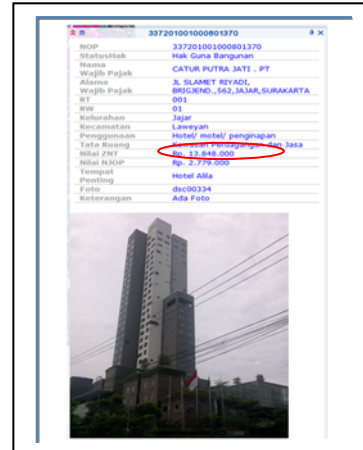 337201001000801370
NOP 337201001000801370
StatusHak Hak Guna Bangunan
Nama Wajib Pajak CATUR PUTRA JATI . PT
Alama Wajib Pajak JL SLAMET RIYADI, BRIGJEND.,562,JAJAR,SURAKARTA
RT 001
RW 01
Kelurahan Jajar
Kecamatan Laweyan
Penggunaan Hotel/ motel/ penginapan
Tata Ruang Kawasan Perdagangan dan Jasa
Nilai ZNT Rp. 13.848.000
Nilai NJOP Rp. 2.779.000
Tempat Penting Hotel Alila
Foto dsc00334
Keterangan Ada Foto